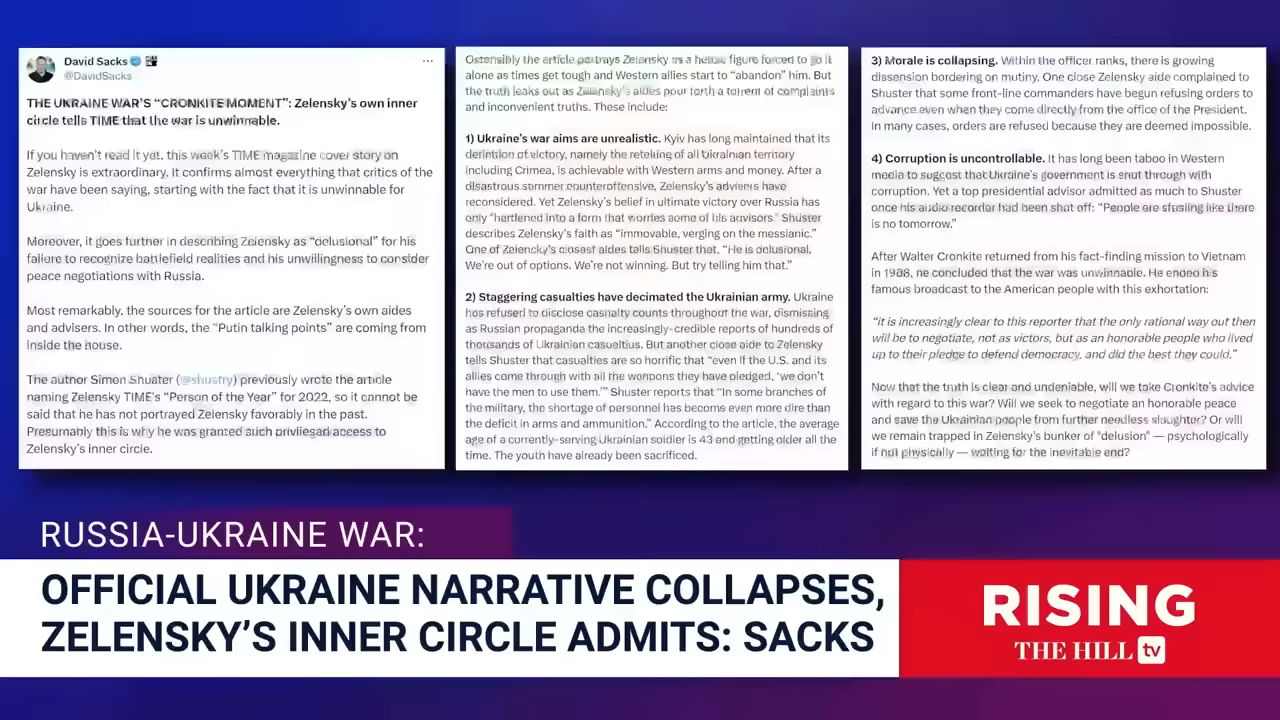 David Sacks
@DavidSacks
THE UKRAINE WAR'S "CRONKITE MOMENT": Zelensky's own inner
circle tells TIME that the war is unwinnable.
If you haven't read it yet, this week's TIME magazine cover story on
Zelensky is extraordinary. It confirms almost everything that critics of the
war have been saying, starting with the fact that it is unwinnable for
Ukraine.
Moreover, it goes further in describing Zelensky as "delusional" for his
failure to recognize battlefield realities and his unwillingness to consider
peace negotiations with Russia.
Most remarkably, the sources for the article are Zelensky's own aides
and advisers. In other words, the "Putin talking points" are coming from
inside the house.
The author Simon Shuster (@shustry) previously wrote the article
naming Zelensky TIME's "Person of the Year" for 2022, so it cannot be
said that he has not portrayed Zelensky favorably in the past.
Presumably this is why he was granted such privileged access to
Zelensky's inner circle.
Ostensibly the article portrays Zelensky as a heroic figure forced to go it
alone as times get tough and Western allies start to "abandon" him. But
the truth leaks out as Zelensky's aides pour forth a torrent of complaints
and inconvenient truths. These include:
1) Ukraine's war aims are unrealistic. Kyiv has long maintained that its
definition of victory, namely the retaking of all Ukrainian territory
including Crimea, is achievable with Western arms and money. After a
disastrous summer counteroffensive, Zelensky's advisers have
reconsidered. Yet Zelensky's belief in ultimate victory over Russia has
only "hardened into a form that worries some of his advisors." Shuster
describes Zelensky's faith as "immovable, verging on the messianic."
One of Zelensky's closest aides tells Shuster that, "He is delusional.
We're out of options. We're not winning. But try telling him that."
2) Staggering casualties have decimated the Ukrainian army. Ukraine
has refused to disclose casualty counts throughout the war, dismissing
as Russian propaganda the increasingly-credible reports of hundreds of
thousands of Ukrainian casualties. But another close aide to Zelensky
tells Shuster that casualties are so horrific that "even if the U.S. and its
allies come through with all the weapons they have pledged, 'we don't
have the men to use them.'" Shuster reports that "In some branches of
the military, the shortage of personnel has become even more dire than
the deficit in arms and ammunition." According to the article, the average
age of a currently-serving Ukrainian soldier is 43 and getting older all the
time. The youth have already been sacrificed.
3) Morale is collapsing. Within the officer ranks, there is growing
dissension bordering on mutiny. One close Zelensky aide complained to
Shuster that some front-line commanders have begun refusing orders to
advance even when they come directly from the office of the President.
In many cases, orders are refused because they are deemed impossible.
4) Corruption is uncontrollable. It has long been taboo in Western
media to suggest that Ukraine's government is shot through with
corruption. Yet a top presidential advisor admitted as much to Shuster
once his audio recorder had been shut off: "People are stealing like there
is no tomorrow."
After Walter Cronkite returned from his fact-finding mission to Vietnam
in 1968, he concluded that the war was unwinnable. He ended his
famous broadcast to the American people with this exhortation:
"it is increasingly clear to this reporter that the only rational way out then
will be to negotiate, not as victors, but as an honorable people who lived
up to their pledge to defend democracy, and did the best they could."
Now that the truth is clear and undeniable, will we take Cronkite's advice
with regard to this war? Will we seek to negotiate an honorable peace
and save the Ukrainian people from further needless slaughter? Or will
we remain trapped in Zelensky's bunker of "delusion" — psychologically
if not physically — waiting for the inevitable end?
RUSSIA-UKRAINE WAR:
OFFICIAL UKRAINE NARRATIVE COLLAPSES,
ZELENSKY'S INNER CIRCLE ADMITS: SACKS
RISING
THE HILL tv